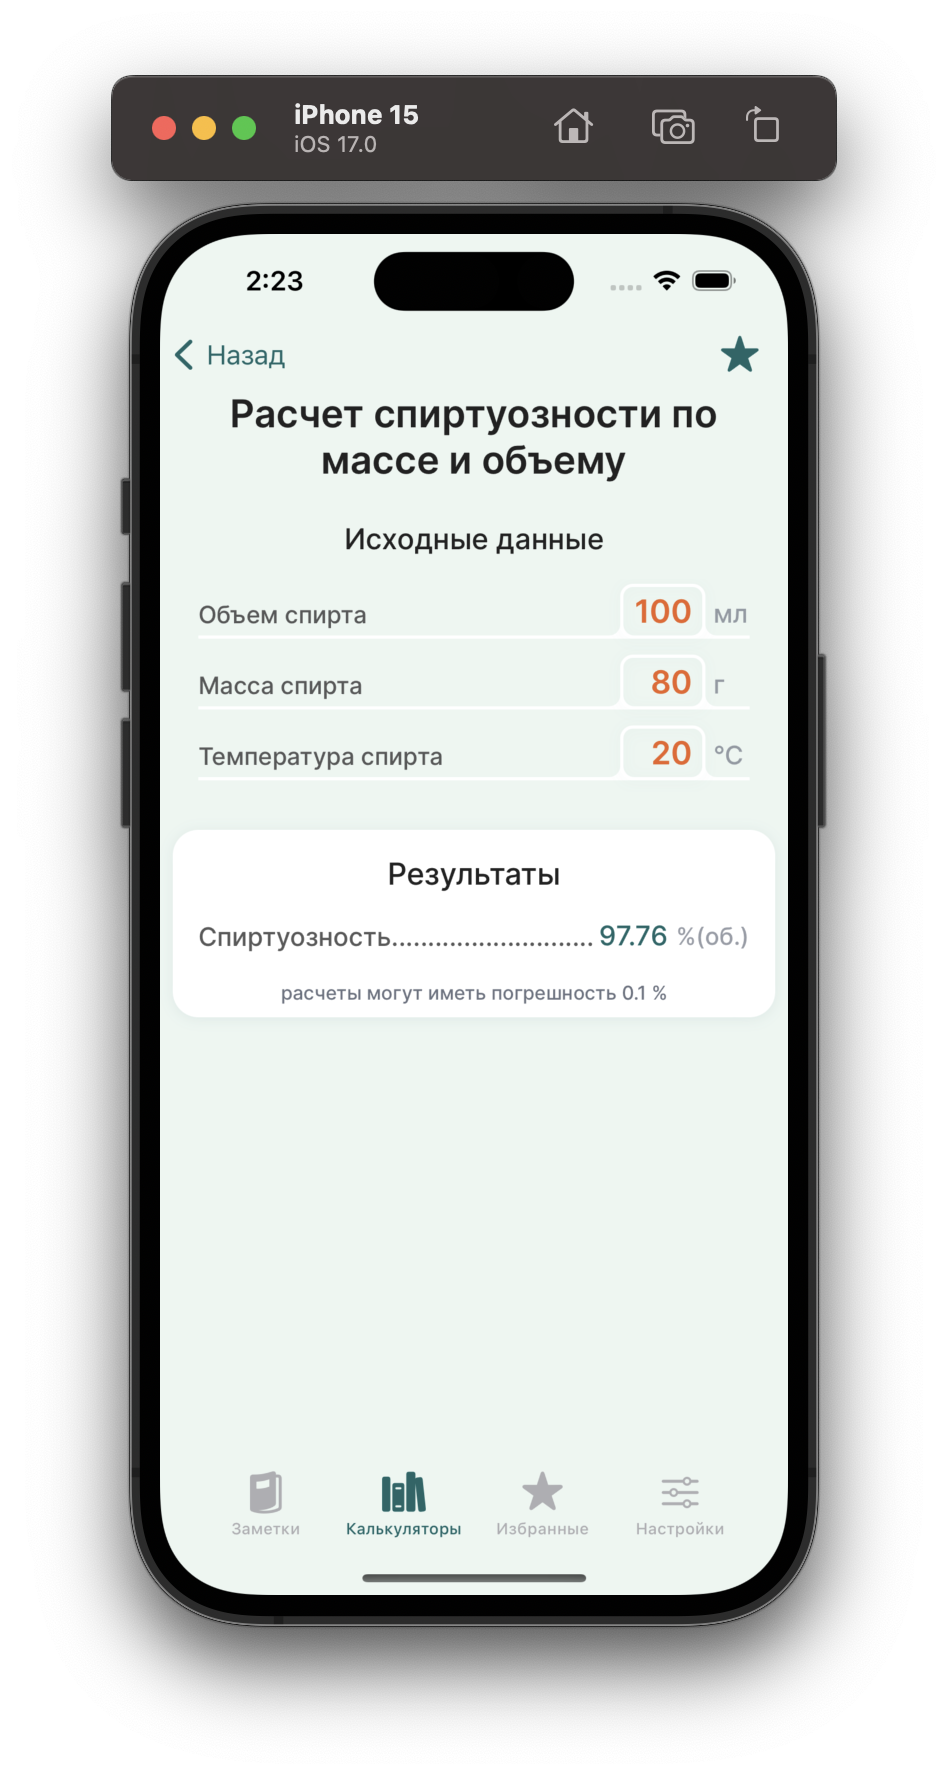 iPhone 15
iOS 17.0
2:23
Назад
Расчет спиртуозности по
массе и объему
Исходные данные
Объем спирта 100 мл
Масса спирта 80 г
Температура спирта 20 °C
Результаты
Спиртуозность............................ 97.76 %(об.)
расчеты могут иметь погрешность 0.1 %
Заметки Калькуляторы Избранные Настройки